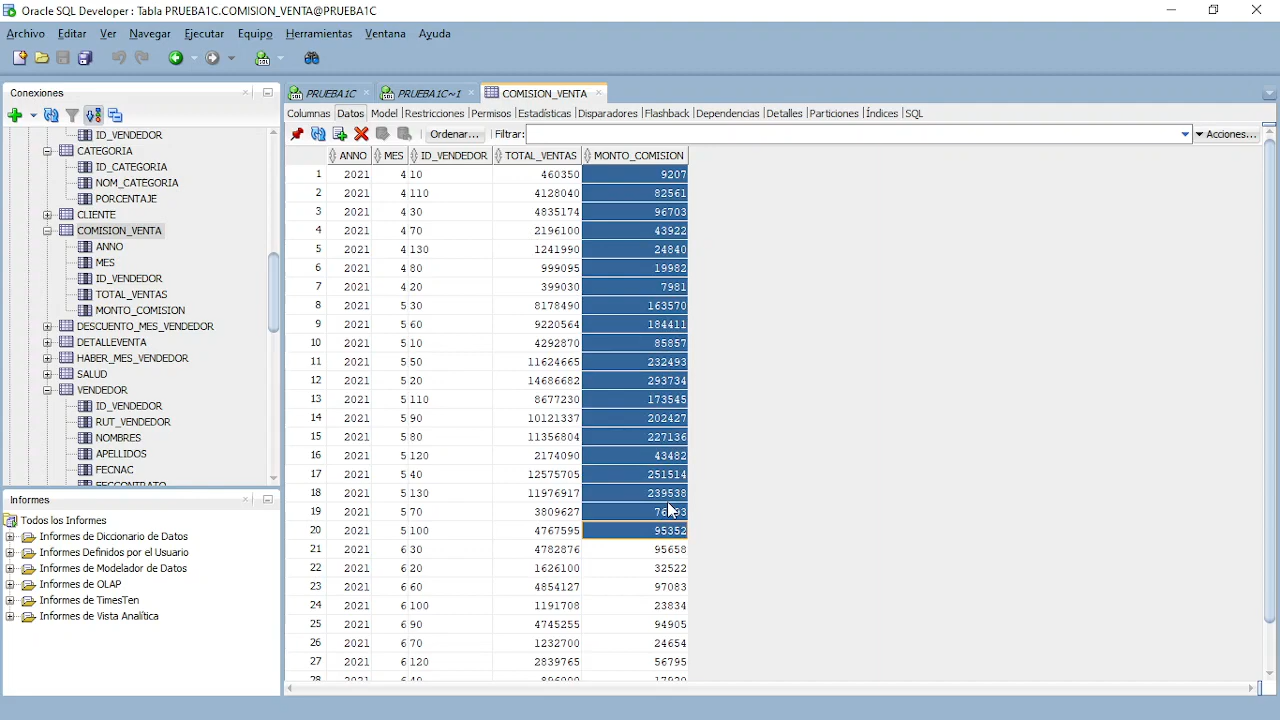 Oracle SQL Developer : Tabla PRUEBA1C.COMISION_VENTA@PRUEBA1C
Archivo Editar Ver Navegar Ejecutar Equipo Herramientas Ventana Ayuda
Conexiones
ID_VENDEDOR
CATEGORIA
ID_CATEGORIA
NOM_CATEGORIA
PORCENTAJE
CLIENTE
COMISION_VENTA
ANNO
MES
ID_VENDEDOR
TOTAL_VENTAS
MONTO_COMISION
DESCUENTO_MES_VENDEDOR
DETALLEVENTA
HABER_MES_VENDEDOR
SALUD
VENDEDOR
ID_VENDEDOR
RUT_VENDEDOR
NOMBRES
APELLIDOS
FECNAC
FECCONTRATO
Informes
Todos los Informes
Informes de Diccionario de Datos
Informes Definidos por el Usuario
Informes de Modelador de Datos
Informes de OLAP
Informes de TimesTen
Informes de Vista Analítica
PRUEBA1C PRUEBA1C~1 COMISION_VENTA
Columnas Datos Model Restricciones Permisos Estadísticas Disparadores Flashback Dependencias Detalles Partitions Índices SQL
Ordenar... Filtrar: Acciones...
ANNO MES ID_VENDEDOR TOTAL_VENTAS MONTO_COMISION
1 2021 4 10 460350 9207
2 2021 4 110 4128040 82561
3 2021 4 30 4835174 96703
4 2021 4 70 2196100 43922
5 2021 4 130 1241990 24840
6 2021 4 80 999095 19982
7 2021 4 20 399030 7981
8 2021 5 30 8178490 163570
9 2021 5 60 9220564 184411
10 2021 5 10 4292870 85857
11 2021 5 50 11624665 232493
12 2021 5 20 14686682 293734
13 2021 5 110 8677230 173545
14 2021 5 90 10121337 202427
15 2021 5 80 11356804 227136
16 2021 5 120 2174090 43482
17 2021 5 40 12575705 251514
18 2021 5 130 11976917 239538
19 2021 5 70 3809627
20 2021 5 100 4767595 95352
21 2021 6 30 4782876 95658
22 2021 6 20 1626100 32522
23 2021 6 60 4854127 97083
24 2021 6 100 1191708 23834
25 2021 6 90 4745255 94905
26 2021 6 70 1232700 24654
27 2021 6 120 2839765 56795
28 2021 6 40 896000 17920